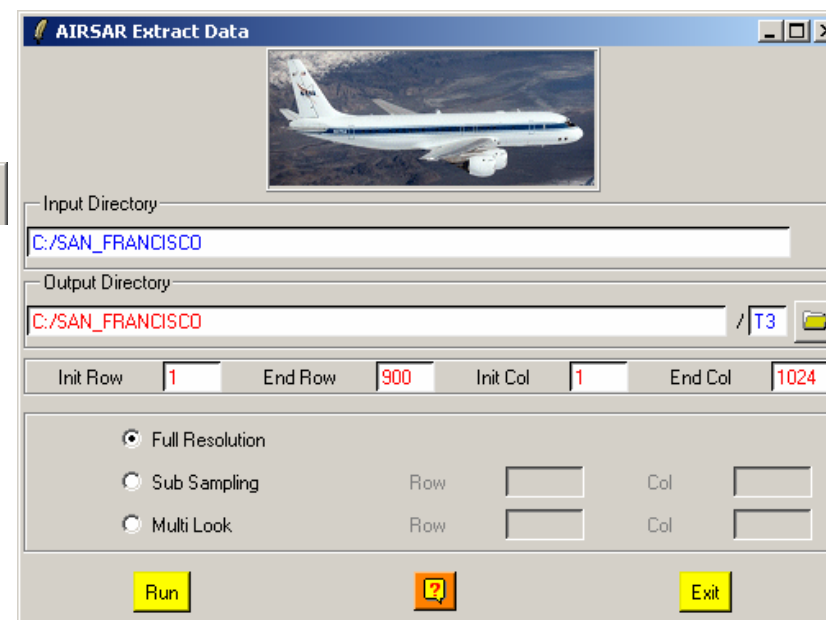 AIRSAR Extract Data
Input Directory
C:/SAN_FRANCISCO
Output Directory
C:/SAN_FRANCISCO / T3
Init Row 1 End Row 900 Init Col 1 End Col 1024
Full Resolution
Sub Sampling Row Col
Multi Look Row Col
Run ? Exit